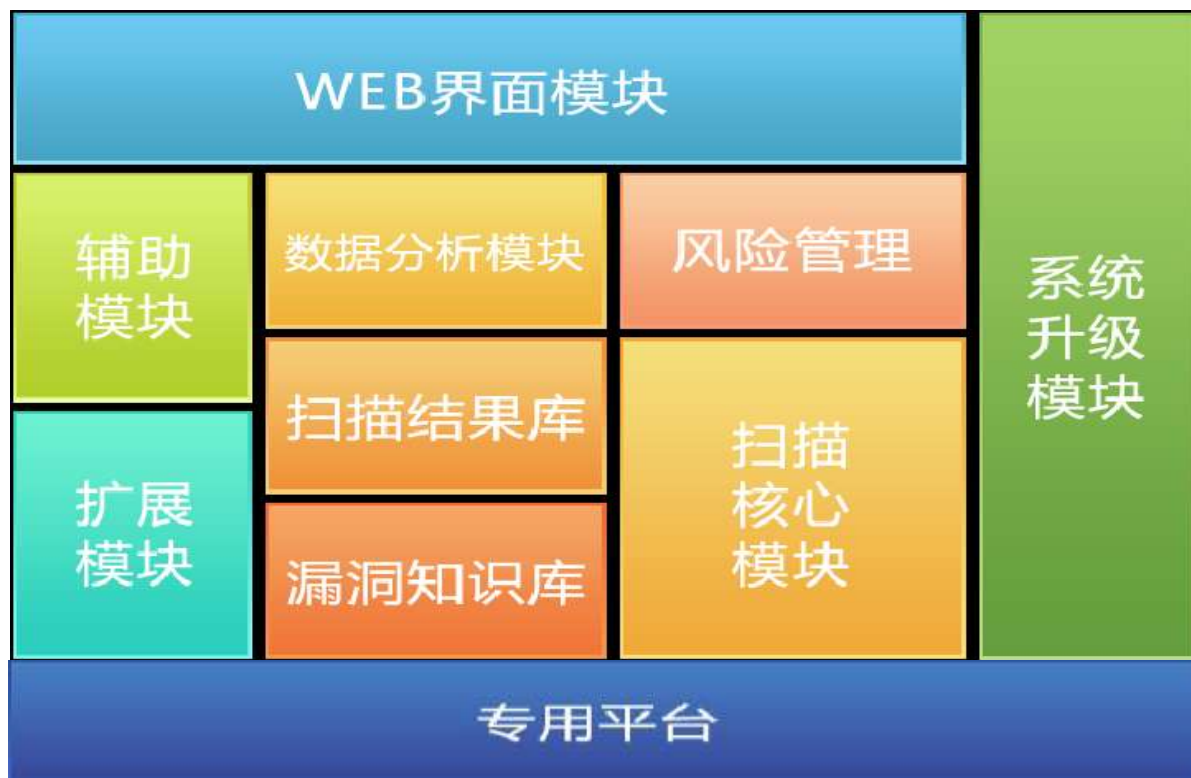 WEB界面模块
辅助
模块
数据分析模块
风险管理
系统
升级
模块
扫描结果库
扫描
核心
模块
扩展
模块
漏洞知识库
专用平台